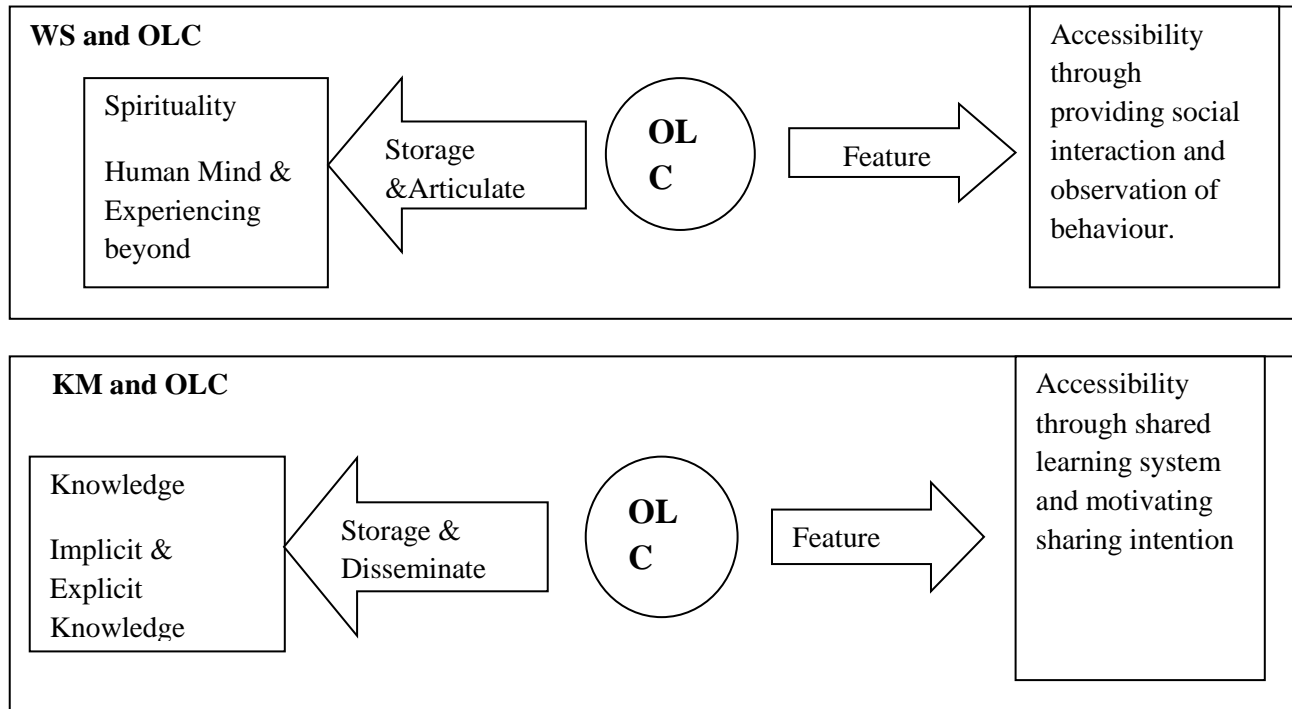 WS and OLC
Spirituality
Human Mind &
Experiencing
beyond
Storage
&Articulate
OL
C
Feature
Accessibility
through
providing social
interaction and
observation of
behaviour.
KM and OLC
Knowledge
Implicit &
Explicit
Knowledge
Storage &
Disseminate
OL
C
Feature
Accessibility
through shared
learning system
and motivating
sharing intention